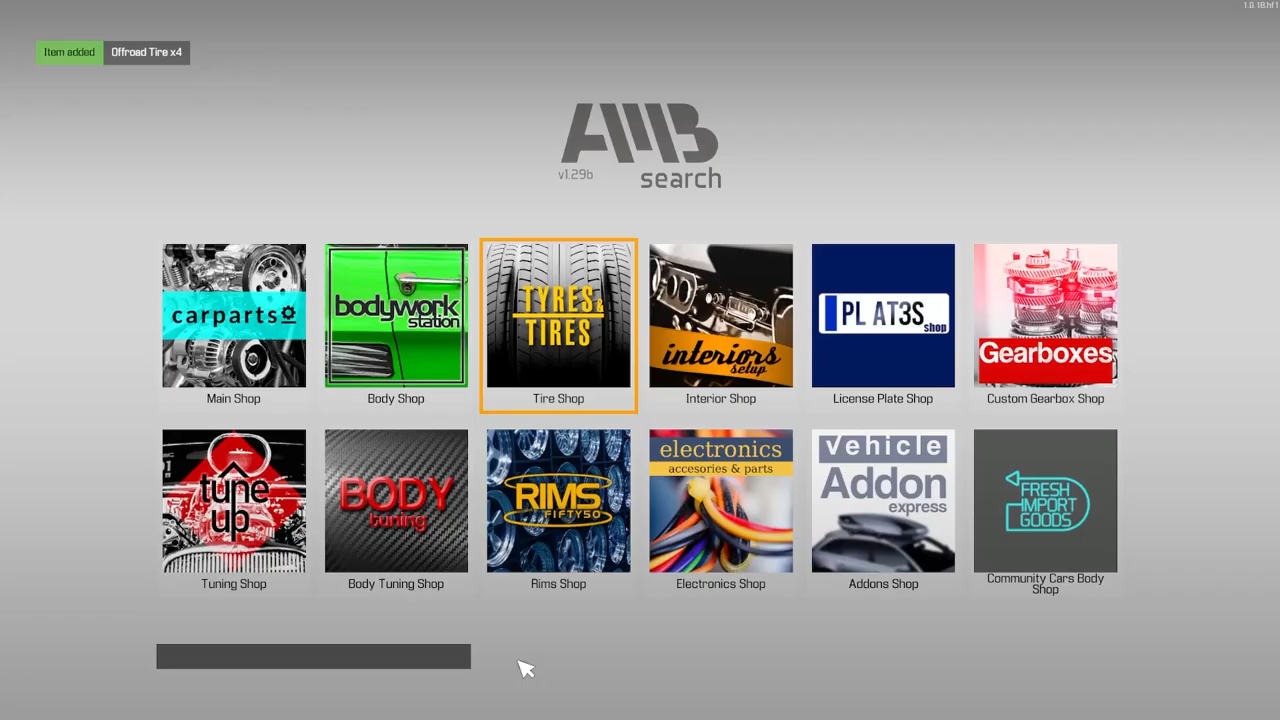 1.0.18.hf1
Item added
Offroad Tire x4
AMB
v1.29b
search
carparts
bodywork
station
TYRES&
TIRES
interiors
setup
PL AT3S
shop
Gearboxes
Main Shop
Body Shop
Tire Shop
Interior Shop
License Plate Shop
Custom Gearbox Shop
tune
up
BODY
tuning
RIMS
FIFTY50
electronics
accesories & parts
vehicle
Addon
express
FRESH
IMPORT
GOODS
Tuning Shop
Body Tuning Shop
Rims Shop
Electronics Shop
Addons Shop
Community Cars Body
Shop